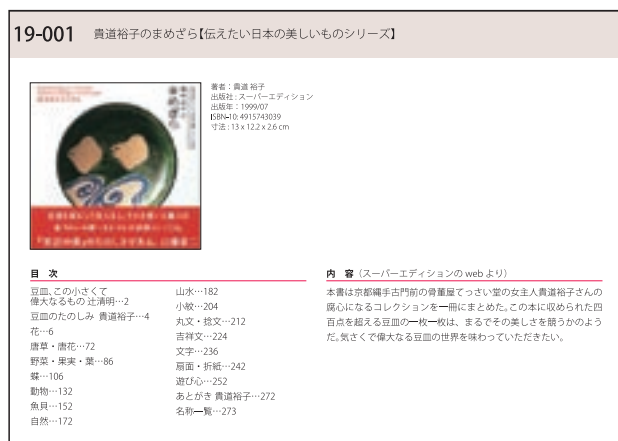 19-001 貴道裕子のまめざら【伝えたい日本の美しいものシリーズ】
著者：貴道 裕子
出版社：スーパーエディション
出版年：1999/07
ISBN-10: 4915743039
寸法：13 x 12.2 x 2.6 cm
目 次
豆皿、この小さくて
偉大なるもの 辻清明…2
豆皿のたのしみ 貴道裕子…4
花…6
唐草・唐花…72
野菜・果実・葉…86
蝶…106
動物…132
魚貝…152
自然…172
山水…182
小紋…204
丸文・捻文…212
吉祥文…224
文字…236
扇面・折紙…242
遊び心…252
あとがき 貴道裕子…272
名称一覧…273
内 容（スーパーエディションの web より）
本書は京都縄手古門前の骨董屋てっさい堂の女主人貴道裕子さんの
腐心になるコレクションを一冊にまとめた。この本に収められた四
百点を超える豆皿の一枚一枚は、まるでその美しさを競うかのよう
だ。気さくで偉大なる豆皿の世界を味わっていただきたい。